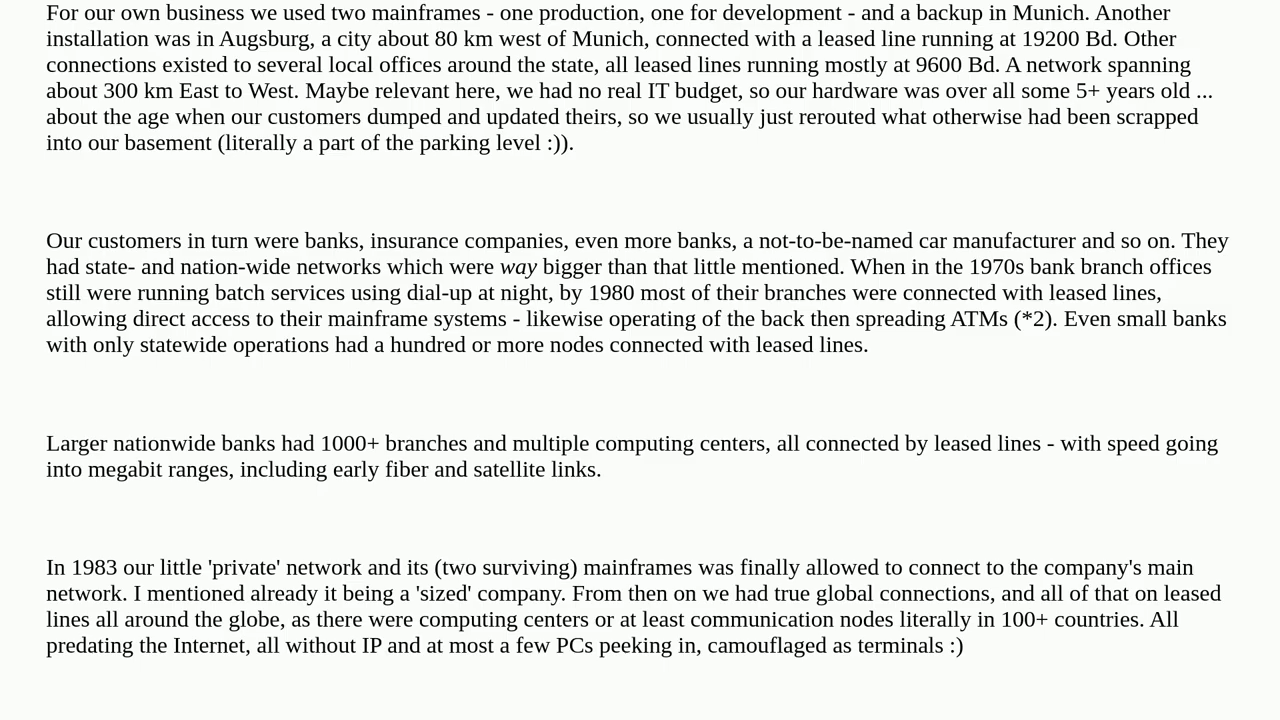 For our own business we used two mainframes - one production, one for development - and a backup in Munich. Another
installation was in Augsburg, a city about 80 km west of Munich, connected with a leased line running at 19200 Bd. Other
connections existed to several local offices around the state, all leased lines running mostly at 9600 Bd. A network spanning
about 300 km East to West. Maybe relevant here, we had no real IT budget, so our hardware was over all some 5+ years old ...
about the age when our customers dumped and updated theirs, so we usually just rerouted what otherwise had been scrapped
into our basement (literally a part of the parking level :)).
Our customers in turn were banks, insurance companies, even more banks, a not-to-be-named car manufacturer and so on. They
had state- and nation-wide networks which were way bigger than that little mentioned. When in the 1970s bank branch offices
still were running batch services using dial-up at night, by 1980 most of their branches were connected with leased lines,
allowing direct access to their mainframe systems - likewise operating of the back then spreading ATMs (*2). Even small banks
with only statewide operations had a hundred or more nodes connected with leased lines.
Larger nationwide banks had 1000+ branches and multiple computing centers, all connected by leased lines - with speed going
into megabit ranges, including early fiber and satellite links.
In 1983 our little 'private' network and its (two surviving) mainframes was finally allowed to connect to the company's main
network. I mentioned already it being a 'sized' company. From then on we had true global connections, and all of that on leased
lines all around the globe, as there were computing centers or at least communication nodes literally in 100+ countries. All
predating the Internet, all without IP and at most a few PCs peeking in, camouflaged as terminals :)